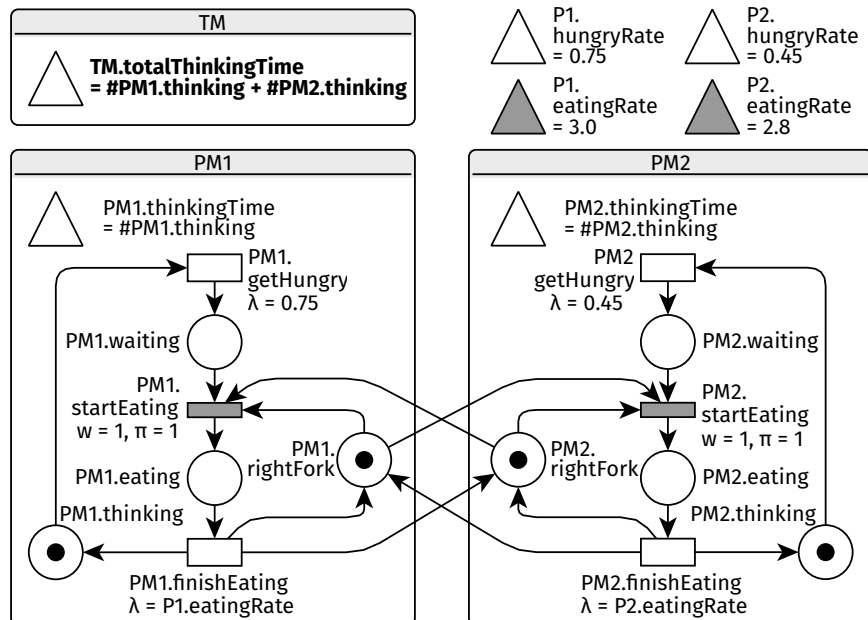 TM
TM.totalThinkingTime
= #PM1.thinking + #PM2.thinking
P1.
hungryRate
= 0.75
P2.
hungryRate
= 0.45
P1.
eatingRate
= 3.0
P2.
eatingRate
= 2.8
PM1
PM1.thinkingTime
= #PM1.thinking
PM1.
getHungry
λ = 0.75
PM1.waiting
PM1.
startEating
w = 1, π = 1
PM1.
rightFork
PM1.eating
PM1.thinking
PM1.finishEating
λ = P1.eatingRate
PM2
PM2.thinkingTime
= #PM2.thinking
PM2
getHungry
λ = 0.45
PM2.waiting
PM2.
startEating
w = 1, π = 1
PM2.
rightFork
PM2.eating
PM2.thinking
PM2.finishEating
λ = P2.eatingRate